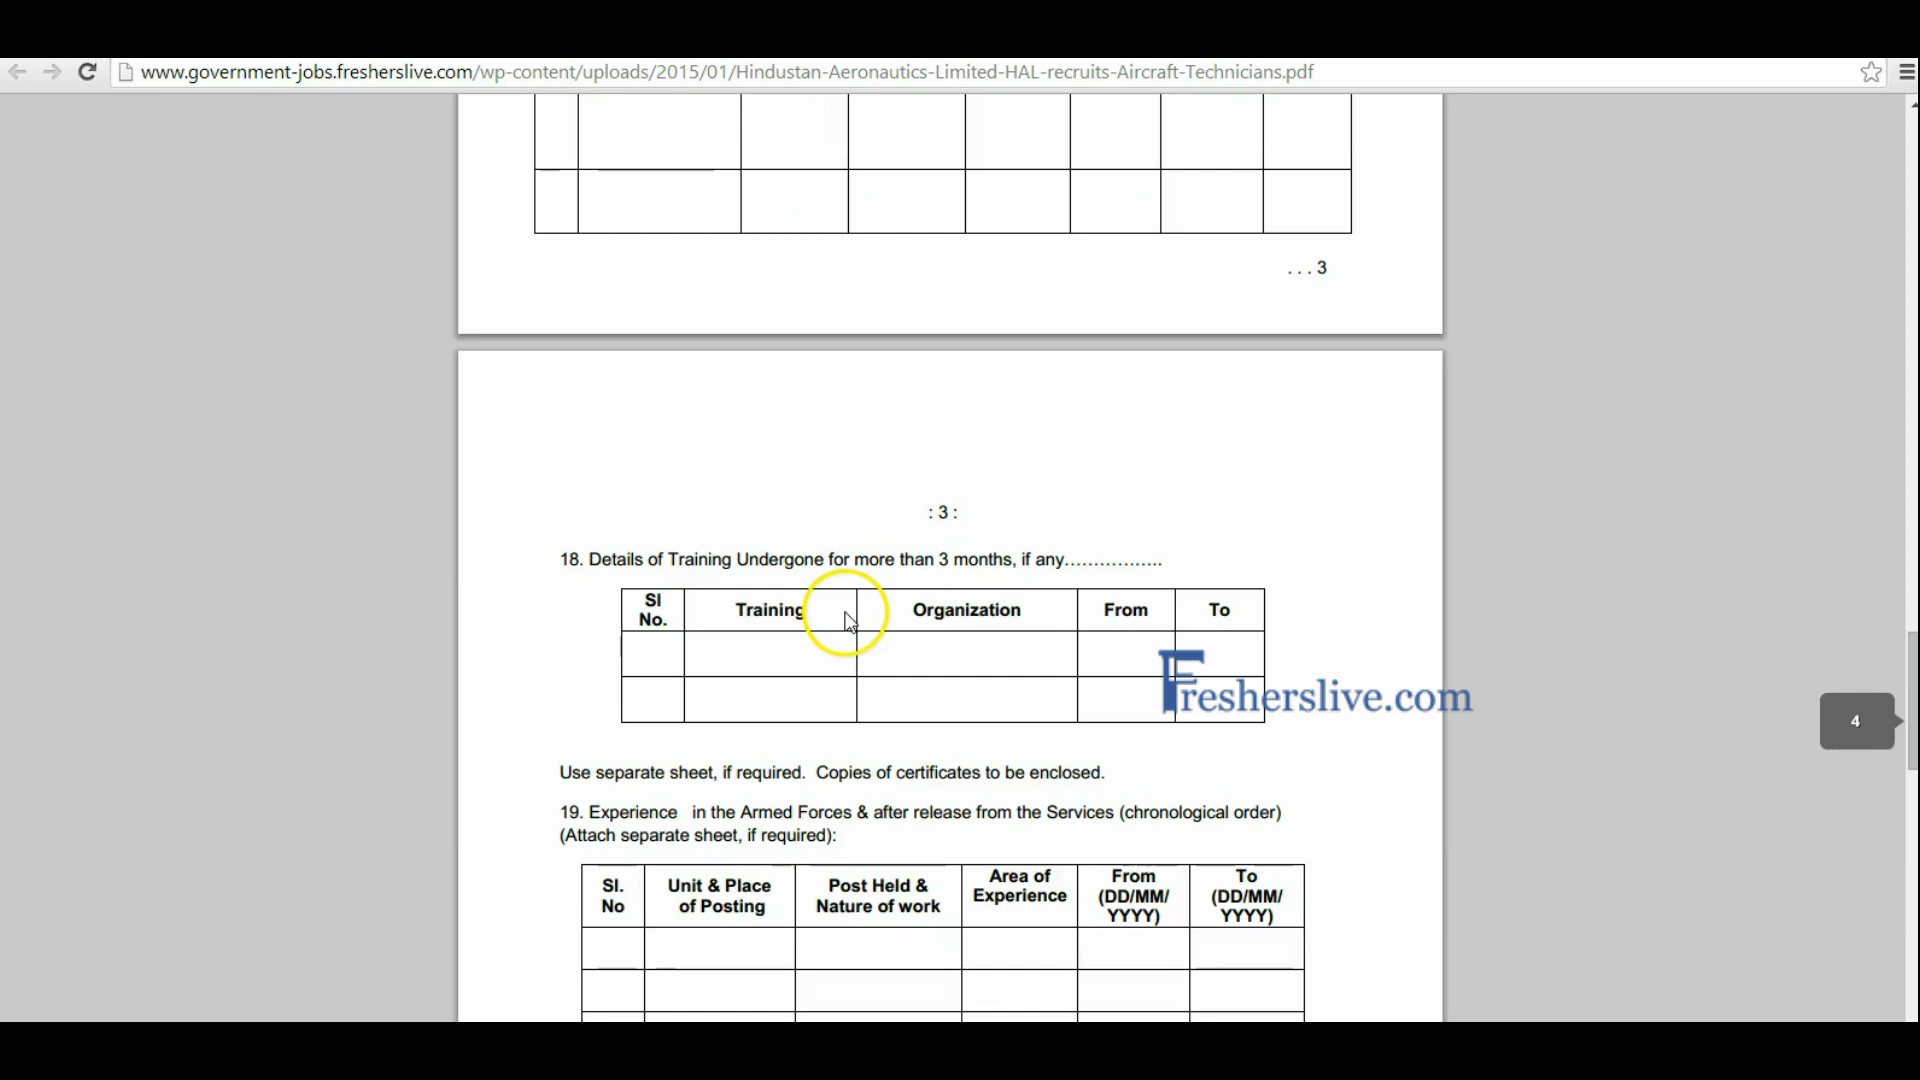 www.government-jobs.fresherslive.com/wp-content/uploads/2015/01/Hindustan-Aeronautics-Limited-HAL-recruits-Aircraft-Technicians.pdf
. . . 3
: 3 :
18. Details of Training Undergone for more than 3 months, if any……………..
Sl No. Training Organization From To
Fresherslive.com
4
Use separate sheet, if required. Copies of certificates to be enclosed.
19. Experience in the Armed Forces & after release from the Services (chronological order)
(Attach separate sheet, if required):
Sl. No Unit & Place of Posting Post Held & Nature of work Area of Experience From (DD/MM/YYYY) To (DD/MM/YYYY)